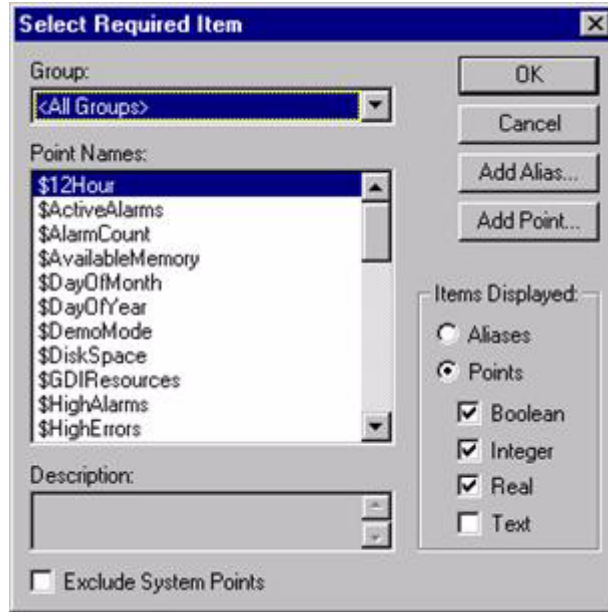 Select Required Item
Group:
<All Groups>
Point Names:
$12Hour
$ActiveAlarms
$AlarmCount
$AvailableMemory
$DayOfMonth
$DayOfYear
$DemoMode
$DiskSpace
$GDIResources
$HighAlarms
$HighErrors
Description:
Exclude System Points
OK
Cancel
Add Alias...
Add Point...
Items Displayed:
Aliases
Points
Boolean
Integer
Real
Text